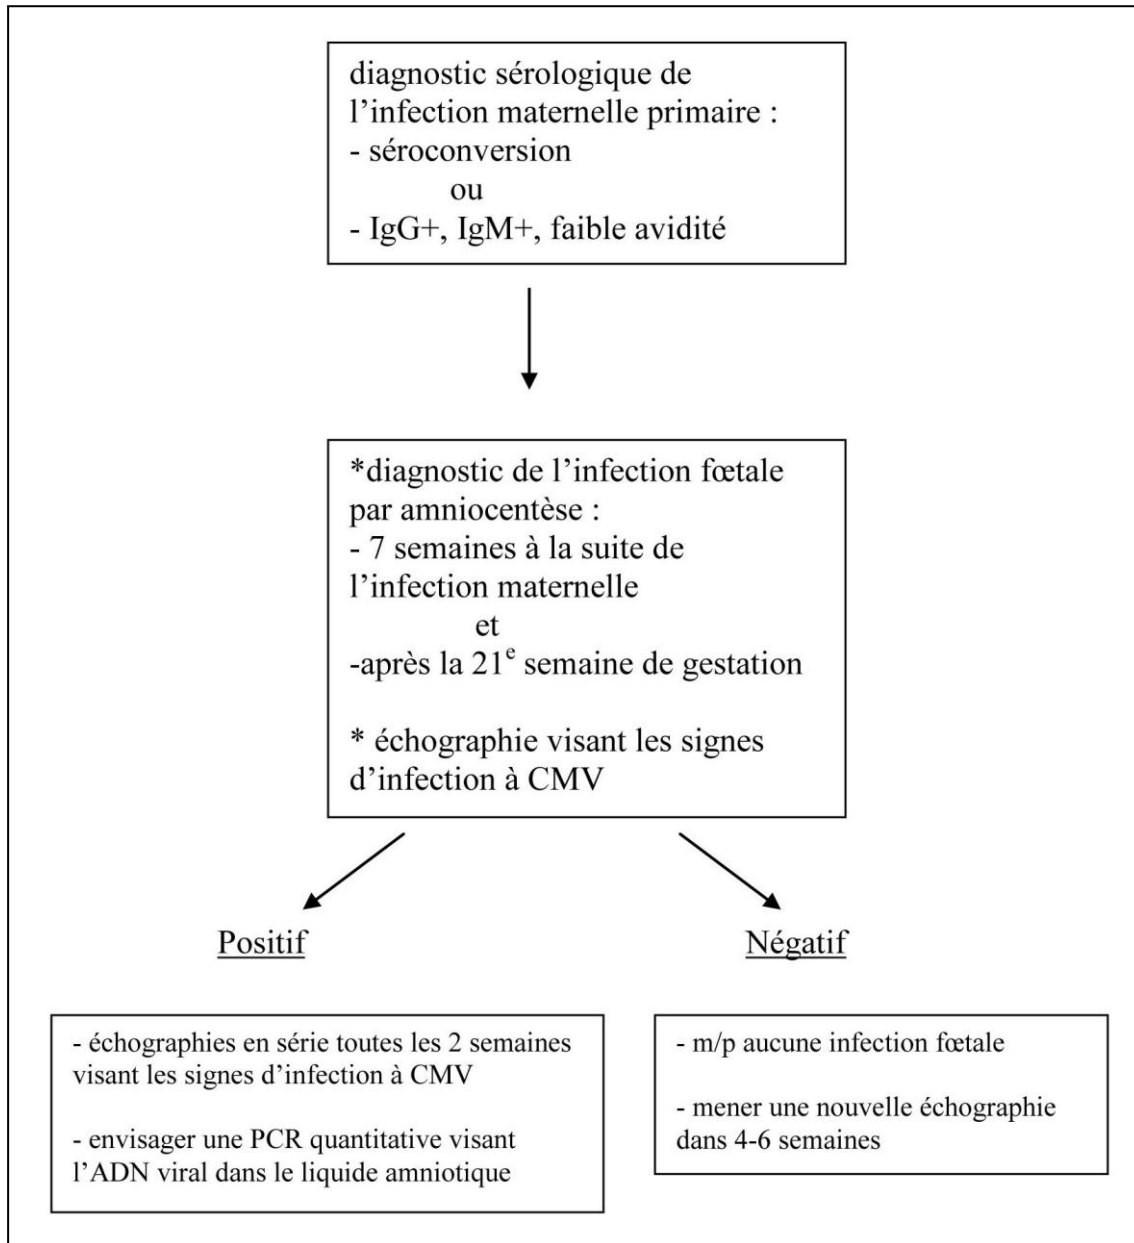 diagnostic sérologique de
l’infection maternelle primaire :
- séroconversion
ou
- IgG+, IgM+, faible avidité
*diagnostic de l’infection fœtale
par amniocentèse :
- 7 semaines à la suite de
l’infection maternelle
et
-après la 21e semaine de gestation
* échographie visant les signes
d’infection à CMV
Positif
Négatif
- échographies en série toutes les 2 semaines
visant les signes d’infection à CMV
- envisager une PCR quantitative visant
l’ADN viral dans le liquide amniotique
- m/p aucune infection fœtale
- mener une nouvelle échographie
dans 4-6 semaines